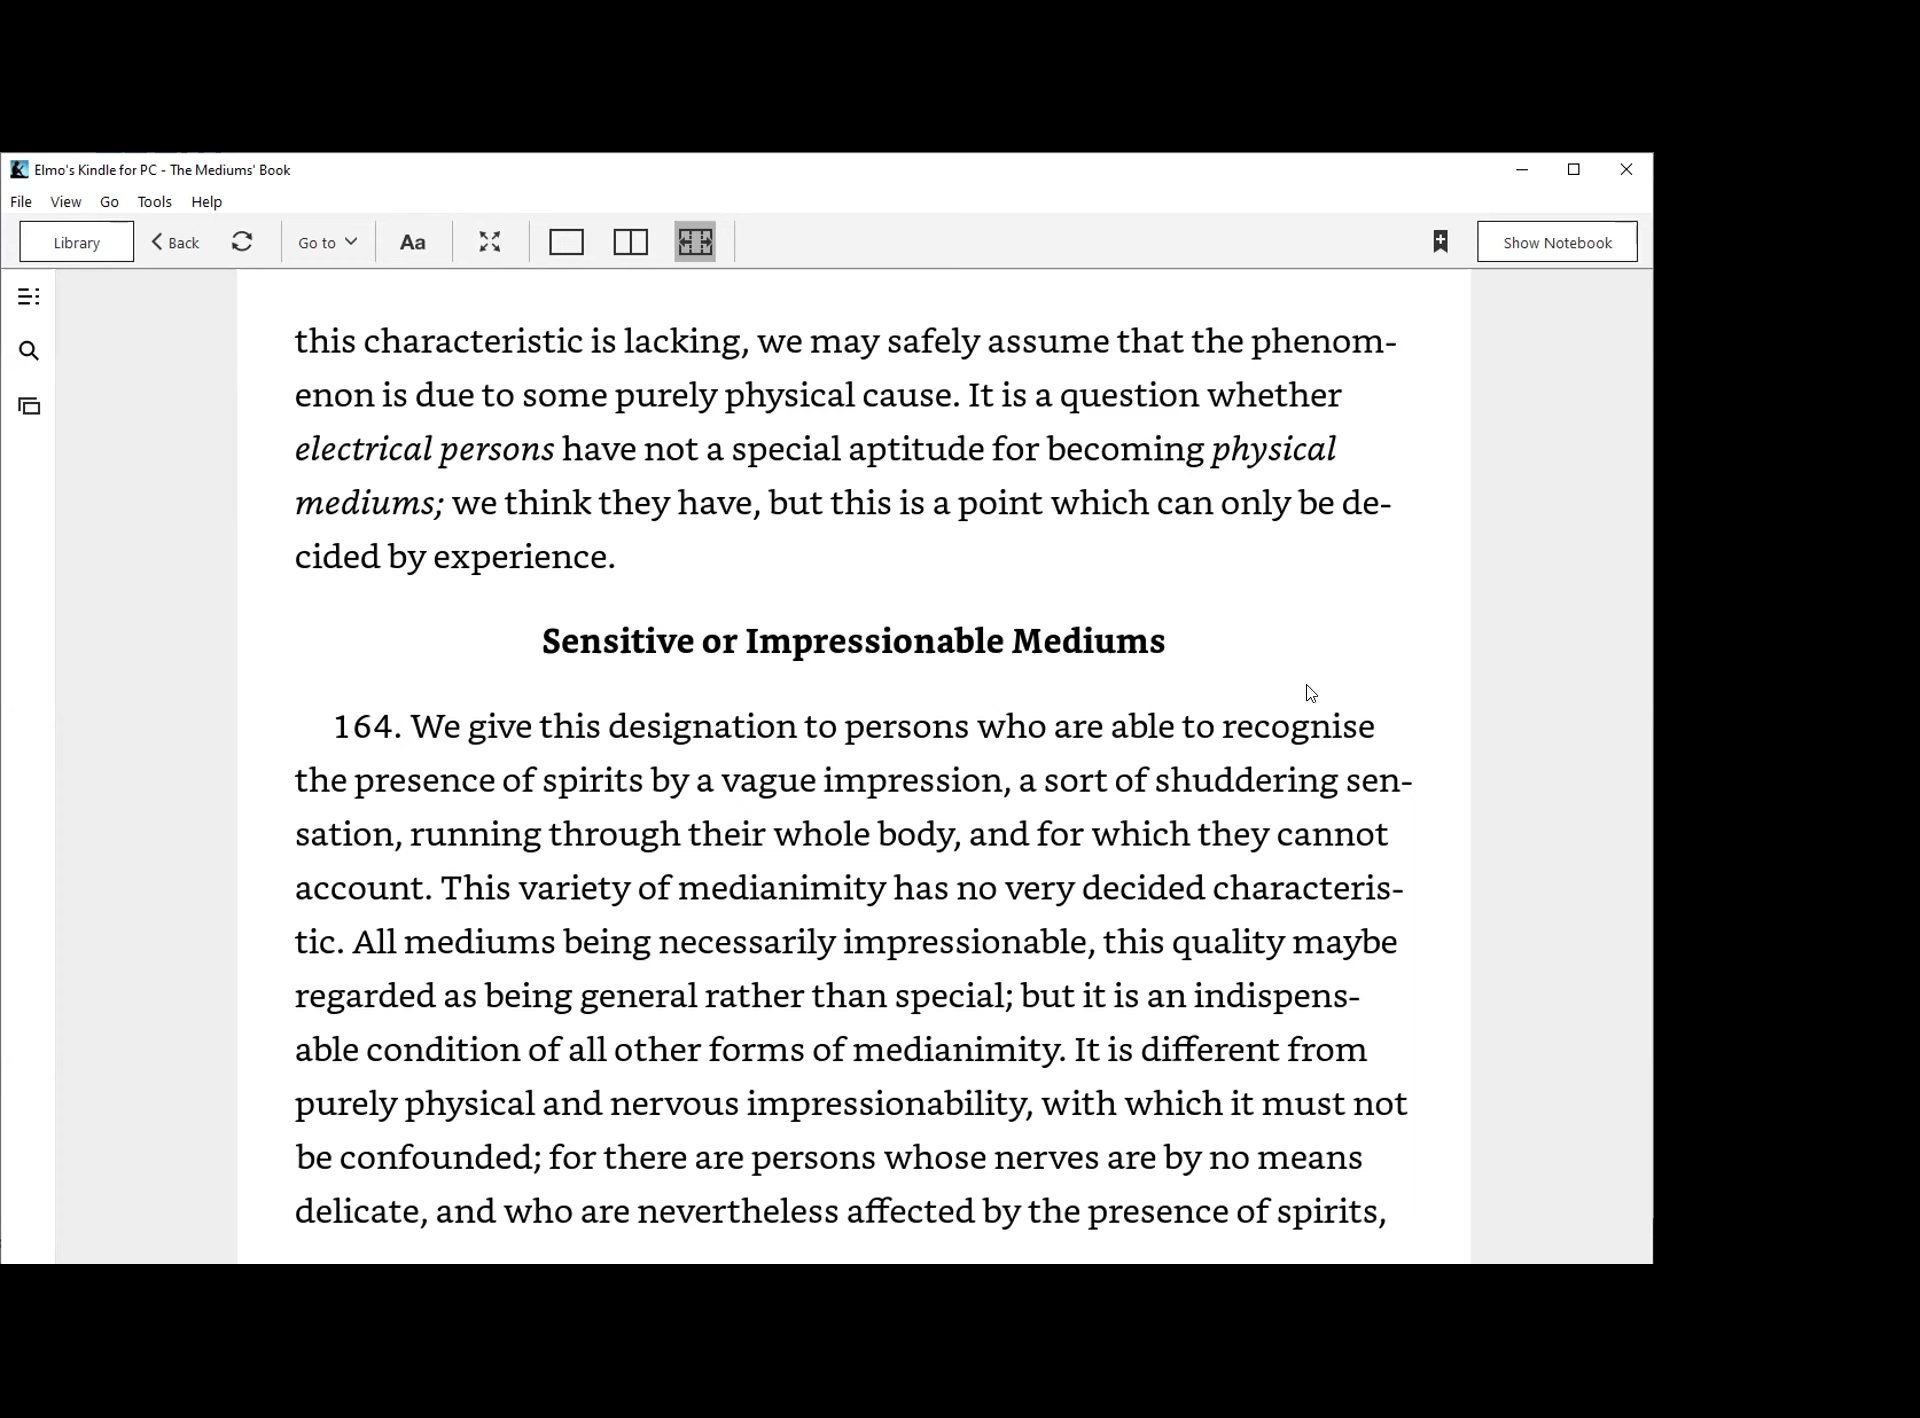 Elmo's Kindle for PC - The Mediums' Book
File View Go Tools Help
Library Back Go to Aa Show Notebook
this characteristic is lacking, we may safely assume that the phenom-
enon is due to some purely physical cause. It is a question whether
electrical persons have not a special aptitude for becoming physical
mediums; we think they have, but this is a point which can only be de-
cided by experience.
Sensitive or Impressionable Mediums
164. We give this designation to persons who are able to recognise
the presence of spirits by a vague impression, a sort of shuddering sen-
sation, running through their whole body, and for which they cannot
account. This variety of medianimity has no very decided characteris-
tic. All mediums being necessarily impressionable, this quality maybe
regarded as being general rather than special; but it is an indispens-
able condition of all other forms of medianimity. It is different from
purely physical and nervous impressionability, with which it must not
be confounded; for there are persons whose nerves are by no means
delicate, and who are nevertheless affected by the presence of spirits,